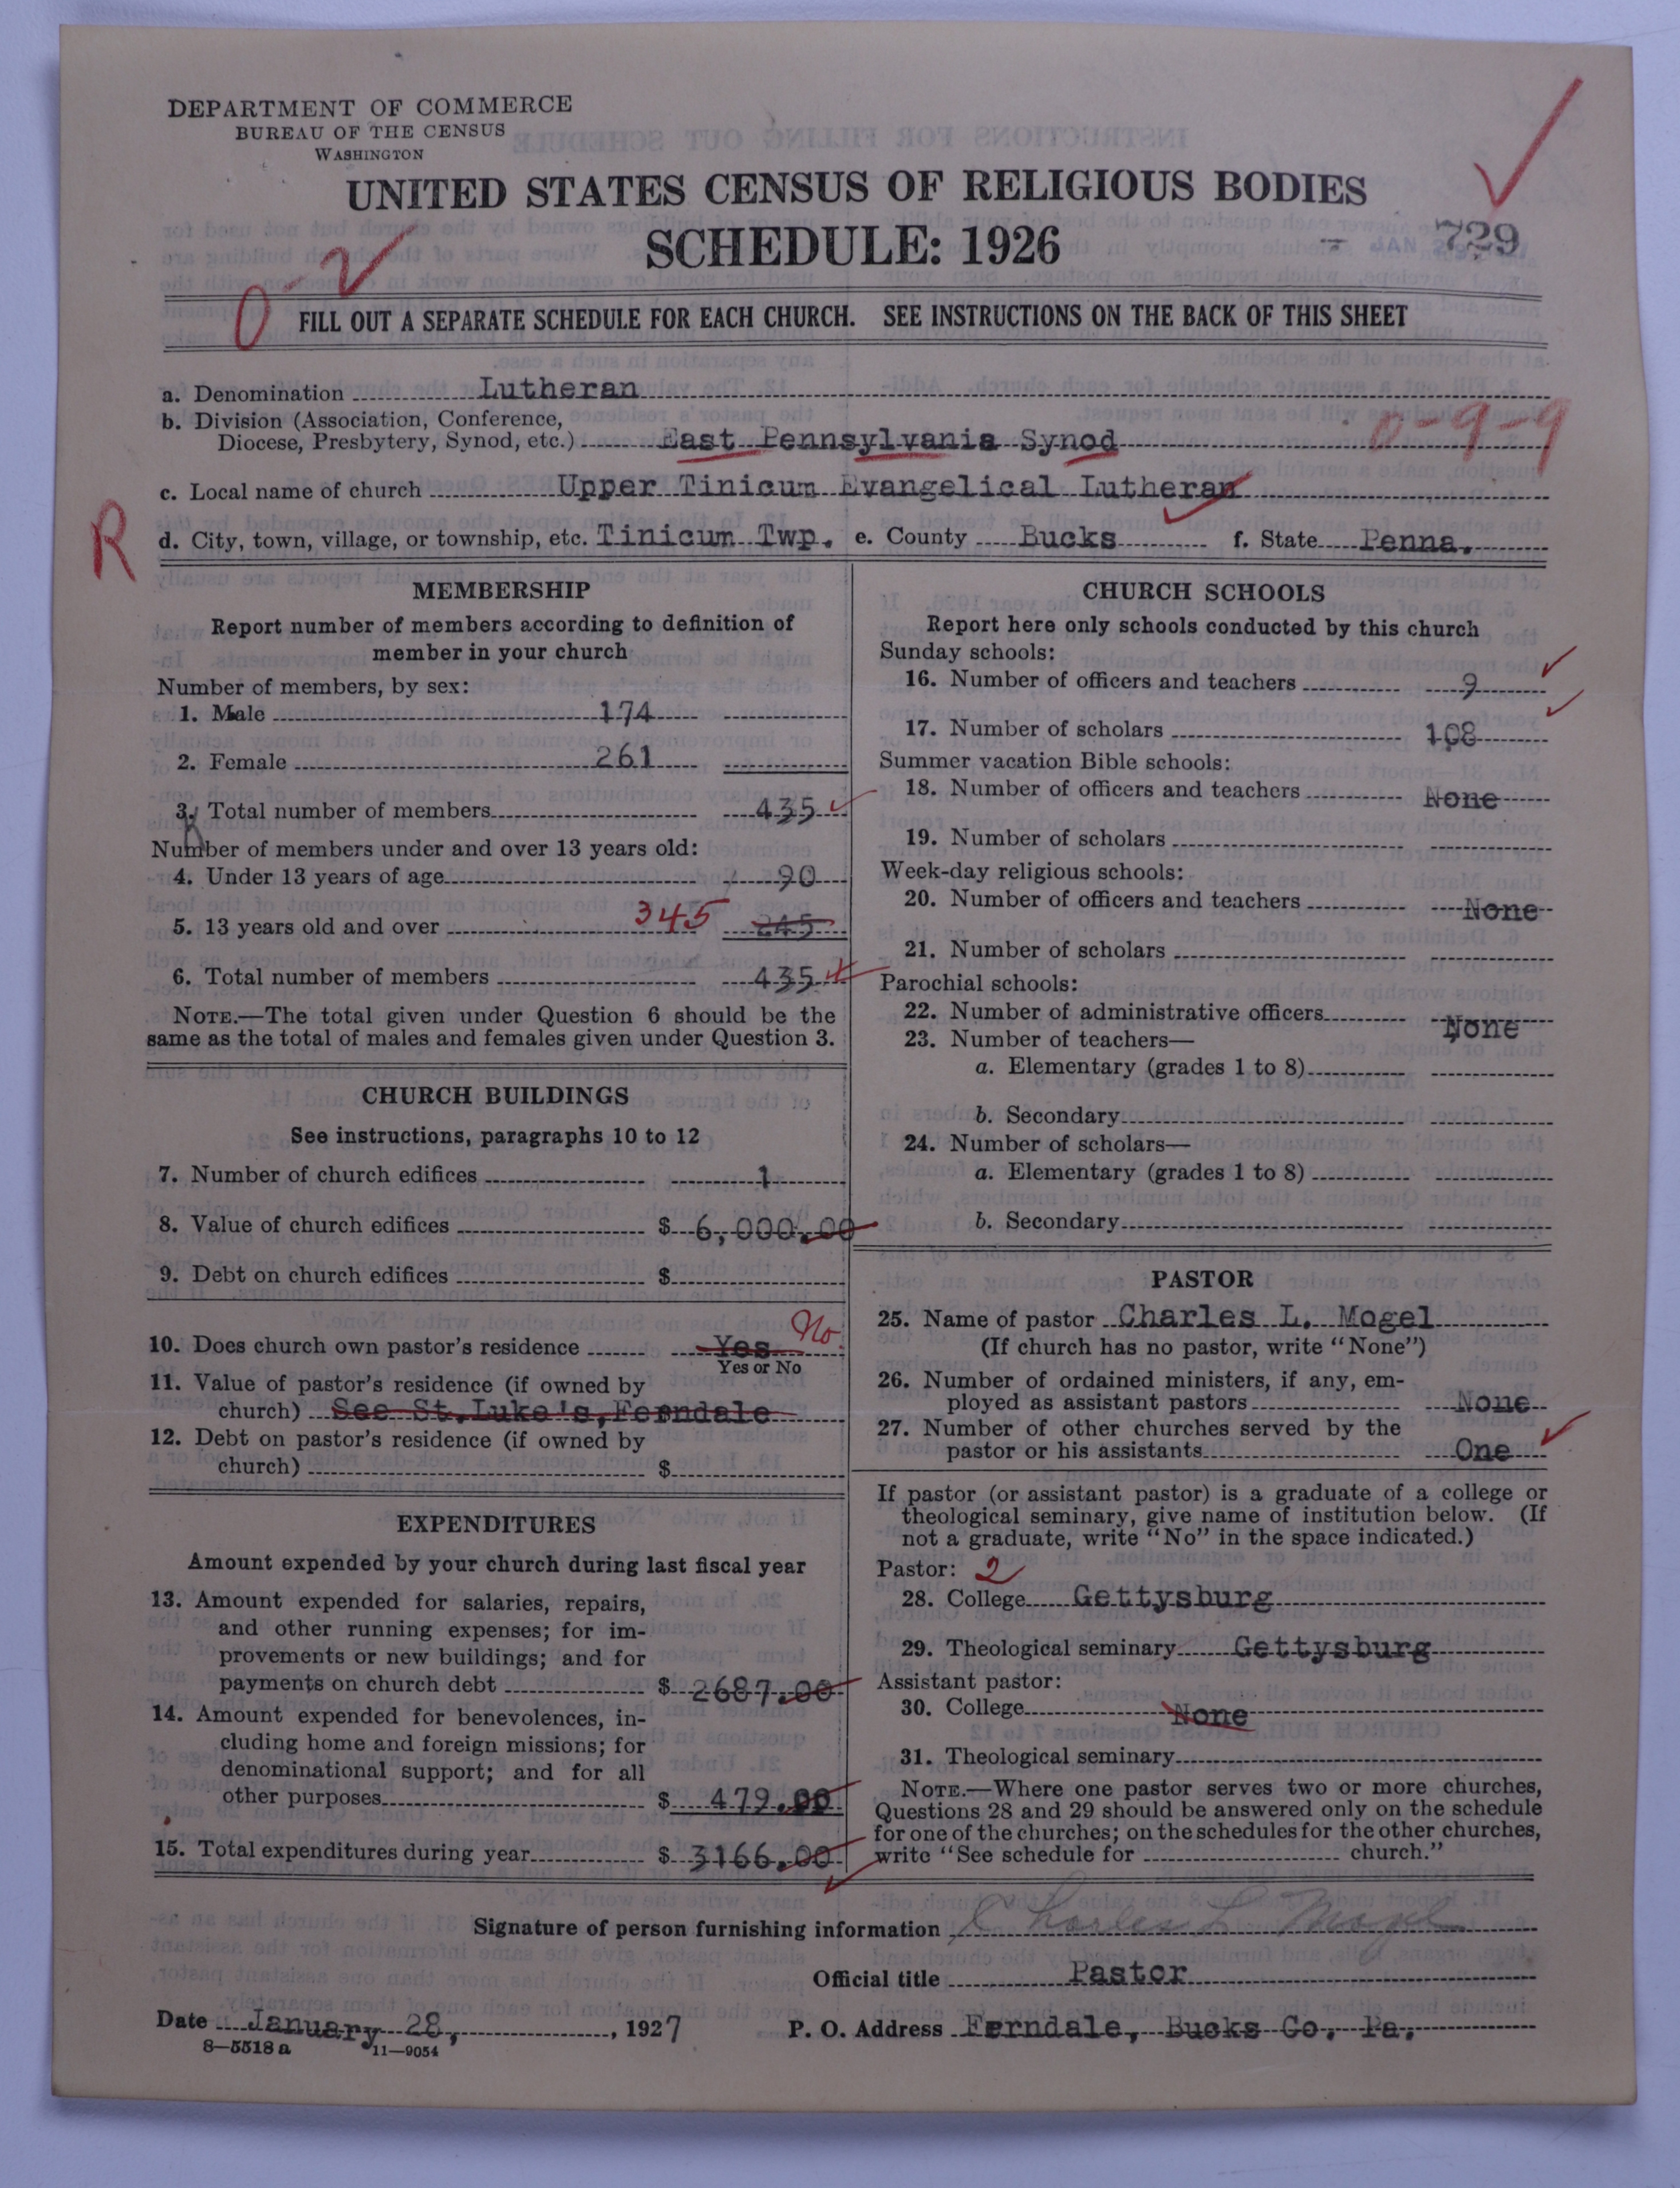 DEPARTMENT OF COMMERCE
BUREAU OF THE CENSUS
WASHINGTON
UNITED STATES CENSUS OF RELIGIOUS BODIES
SCHEDULE: 1926
729
0-2
FILL OUT A SEPARATE SCHEDULE FOR EACH CHURCH. SEE INSTRUCTIONS ON THE BACK OF THIS SHEET
a. Denomination Lutheran
b. Division (Association, Conference,
Diocese, Presbytery, Synod, etc.) East Pennsylvania Synod 0-9-9
c. Local name of church Upper Tinicum Evangelical Lutheran
R
d. City, town, village, or township, etc. Tinicum Twp. e. County Bucks f. State Penna.
MEMBERSHIP
Report number of members according to definition of
member in your church
Number of members, by sex:
1. Male 174
2. Female 261
3. Total number of members 435
Number of members under and over 13 years old:
4. Under 13 years of age 90
5. 13 years old and over 345 245
6. Total number of members 435
NOTE.—The total given under Question 6 should be the
same as the total of males and females given under Question 3.
CHURCH BUILDINGS
See instructions, paragraphs 10 to 12
7. Number of church edifices 1
8. Value of church edifices $ 6,000.00
9. Debt on church edifices $
10. Does church own pastor's residence Yes No
Yes or No
11. Value of pastor's residence (if owned by
church) See St.Luke's,Ferndale
12. Debt on pastor's residence (if owned by
church) $
EXPENDITURES
Amount expended by your church during last fiscal year
13. Amount expended for salaries, repairs,
and other running expenses; for im-
provements or new buildings; and for
payments on church debt $ 2687.00
14. Amount expended for benevolences, in-
cluding home and foreign missions; for
denominational support; and for all
other purposes $ 479.00
15. Total expenditures during year $ 3166.00
CHURCH SCHOOLS
Report here only schools conducted by this church
Sunday schools:
16. Number of officers and teachers 9
17. Number of scholars 108
Summer vacation Bible schools:
18. Number of officers and teachers None
19. Number of scholars
Week-day religious schools:
20. Number of officers and teachers None
21. Number of scholars
Parochial schools:
22. Number of administrative officers None
23. Number of teachers—
a. Elementary (grades 1 to 8)
b. Secondary
24. Number of scholars—
a. Elementary (grades 1 to 8)
b. Secondary
PASTOR
25. Name of pastor Charles L. Mogel
(If church has no pastor, write "None")
26. Number of ordained ministers, if any, em-
ployed as assistant pastors None
27. Number of other churches served by the
pastor or his assistants One
If pastor (or assistant pastor) is a graduate of a college or
theological seminary, give name of institution below. (If
not a graduate, write "No" in the space indicated.)
Pastor: 2
28. College Gettysburg
29. Theological seminary Gettysburg
Assistant pastor:
30. College None
31. Theological seminary
NOTE.—Where one pastor serves two or more churches,
Questions 28 and 29 should be answered only on the schedule
for one of the churches; on the schedules for the other churches,
write "See schedule for church."
Signature of person furnishing information Charles L Mogel
Official title Pastor
Date January 28, , 1927 P. O. Address Ferndale, Bucks Co. Pa.
8—5518 a 11—9054